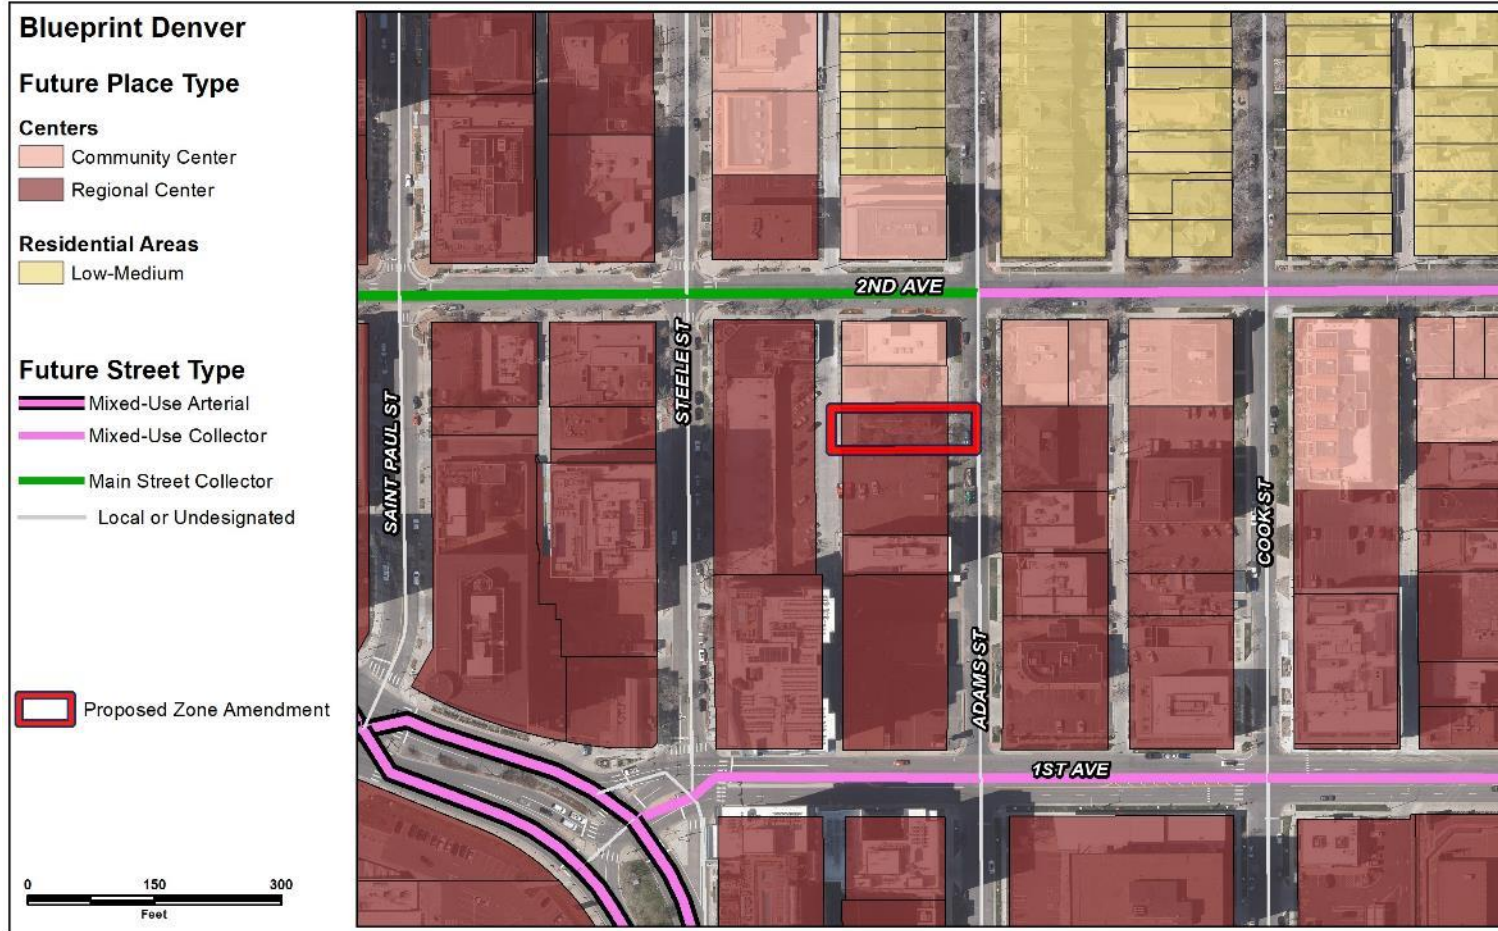 Blueprint Denver
Future Place Type
Centers
Community Center
Regional Center
Residential Areas
Low-Medium
Future Street Type
Mixed-Use Arterial
Mixed-Use Collector
Main Street Collector
Local or Undesignated
Proposed Zone Amendment
0 150 300
Feet
2ND AVE
SAINT PAUL ST
STEELE ST
ADAMS ST
COOK ST
1ST AVE